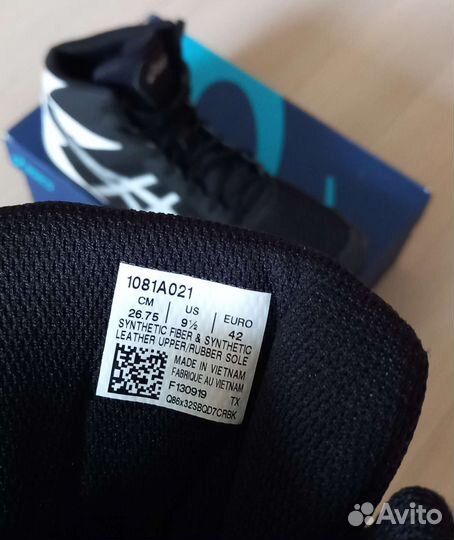 1081A021
CM US EURO
26.75 9½ 42
SYNTHETIC FIBER & SYNTHETIC
LEATHER UPPER/RUBBER SOLE
MADE IN VIETNAM
FABRIQUE AU VIETNAM
F130919 TX
Q86x32SBQD7CRBK
Avito